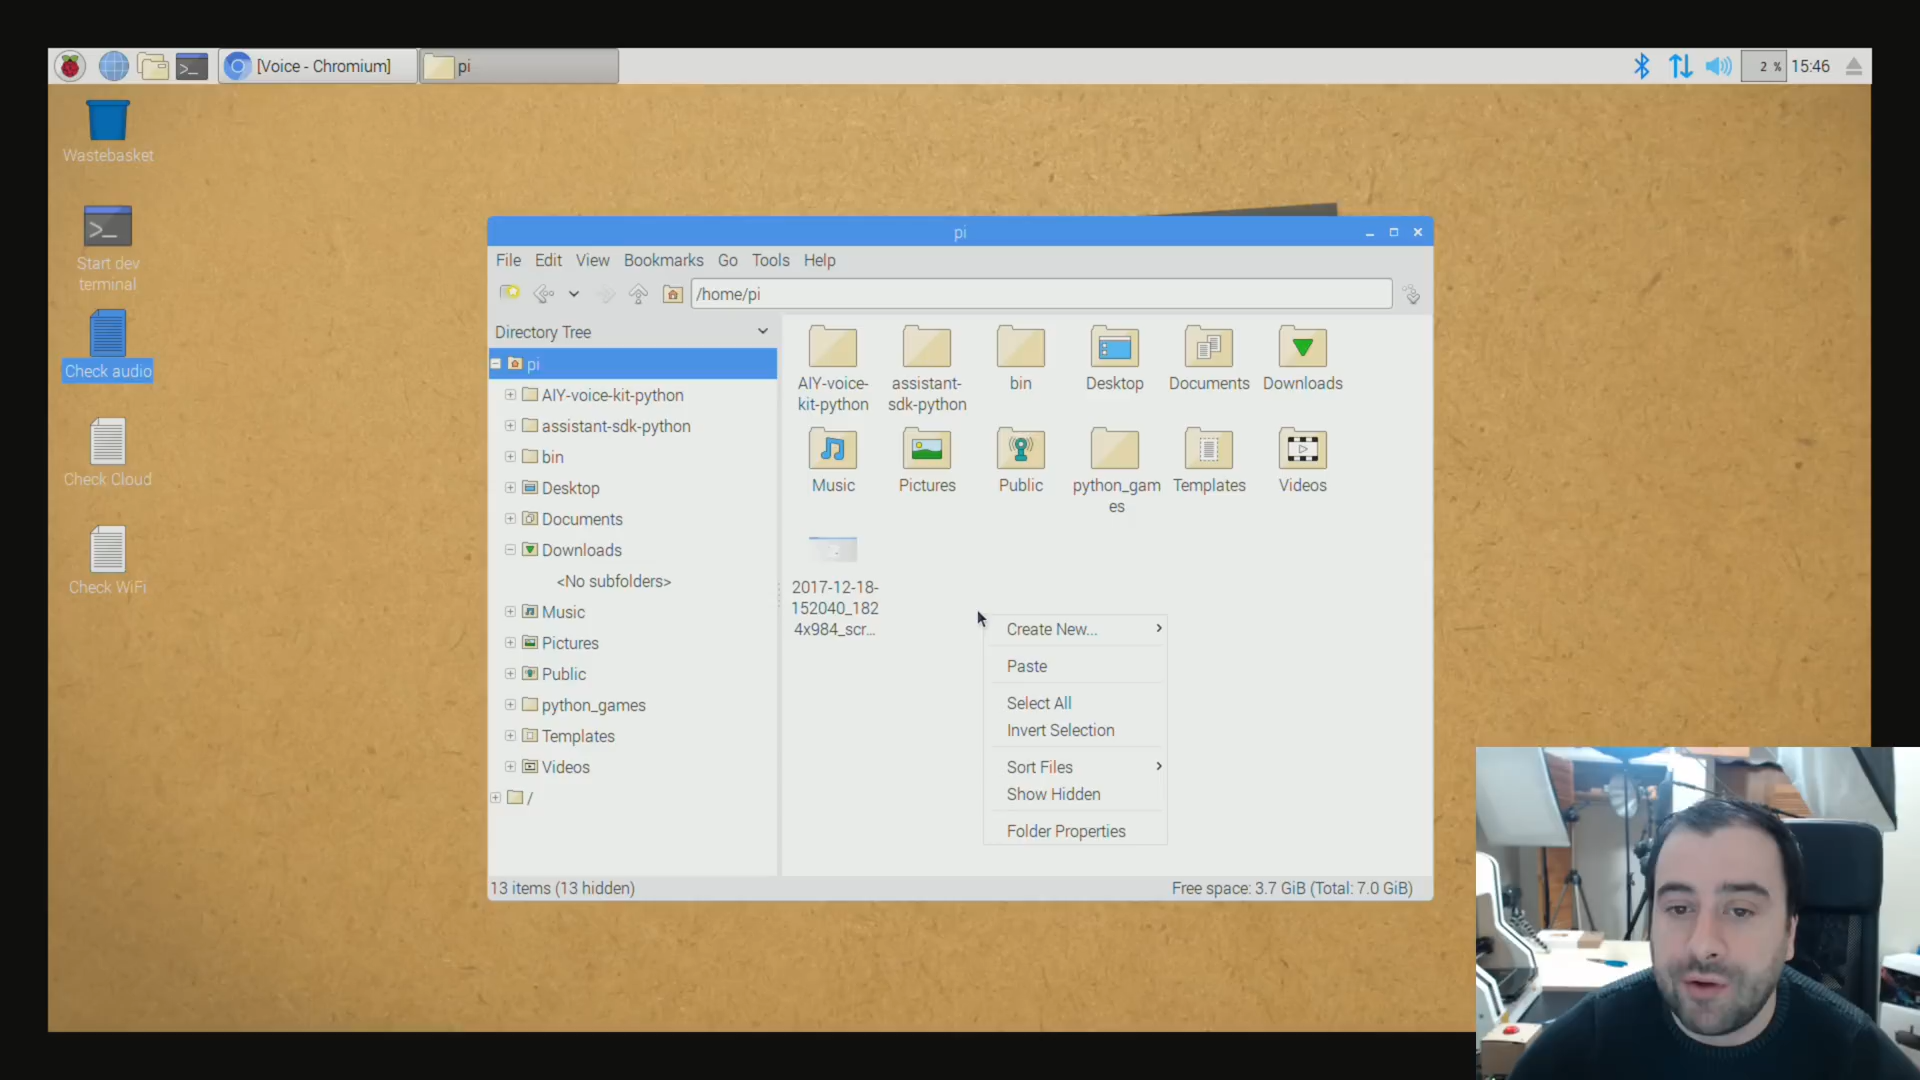 [Voice - Chromium]
pi
2 %
15:46
Wastebasket
Start dev
terminal
Check audio
Check Cloud
Check WiFi
pi
File Edit View Bookmarks Go Tools Help
/home/pi
Directory Tree
pi
AIY-voice-kit-python
assistant-sdk-python
bin
Desktop
Documents
Downloads
<No subfolders>
Music
Pictures
Public
python_games
Templates
Videos
/
AIY-voice-
kit-python
assistant-
sdk-python
bin
Desktop
Documents
Downloads
Music
Pictures
Public
python_gam
es
Templates
Videos
2017-12-18-
152040_182
4x984_scr...
Create New...
Paste
Select All
Invert Selection
Sort Files
Show Hidden
Folder Properties
13 items (13 hidden)
Free space: 3.7 GiB (Total: 7.0 GiB)